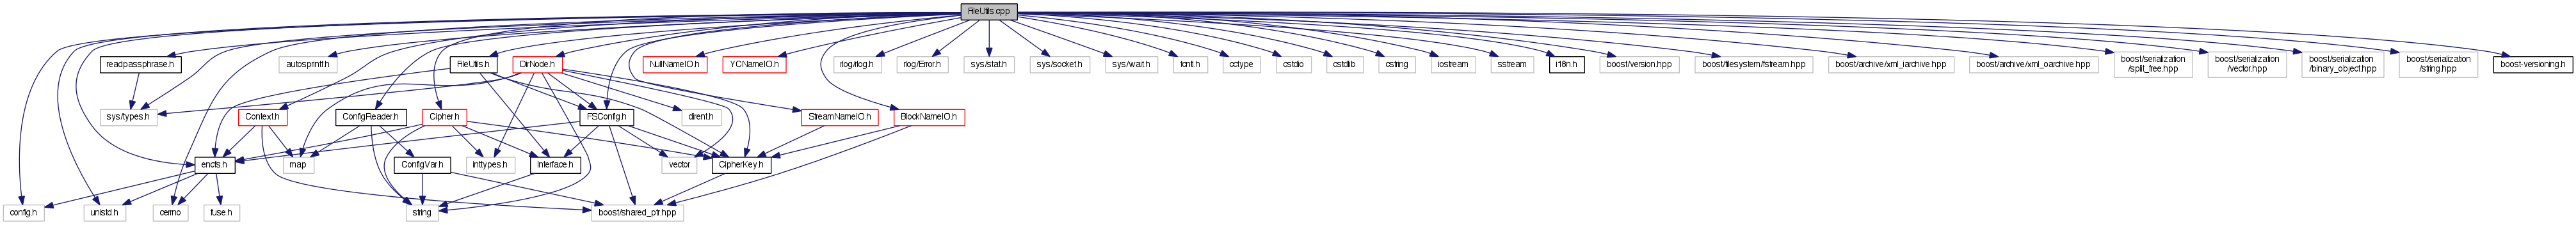 FileUtils.cpp
readpassphrase.h
autosprintf.h
FileUtils.h
DirNode.h
NullNameIO.h
YCNameIO.h
rlog/rlog.h
rlog/Error.h
sys/stat.h
sys/socket.h
sys/wait.h
fcntl.h
cctype
cstdio
cstdlib
cstring
iostream
sstream
i18n.h
boost/version.hpp
boost/filesystem/fstream.hpp
boost/archive/xml_iarchive.hpp
boost/archive/xml_oarchive.hpp
boost/serialization
/split_free.hpp
boost/serialization
/vector.hpp
boost/serialization
/binary_object.hpp
boost/serialization
/string.hpp
boost-versioning.h
sys/types.h
Context.h
ConfigReader.h
Cipher.h
FSConfig.h
dirent.h
StreamNameIO.h
BlockNameIO.h
encfs.h
map
ConfigVar.h
inttypes.h
Interface.h
vector
CipherKey.h
config.h
unistd.h
cerrno
fuse.h
string
boost/shared_ptr.hpp